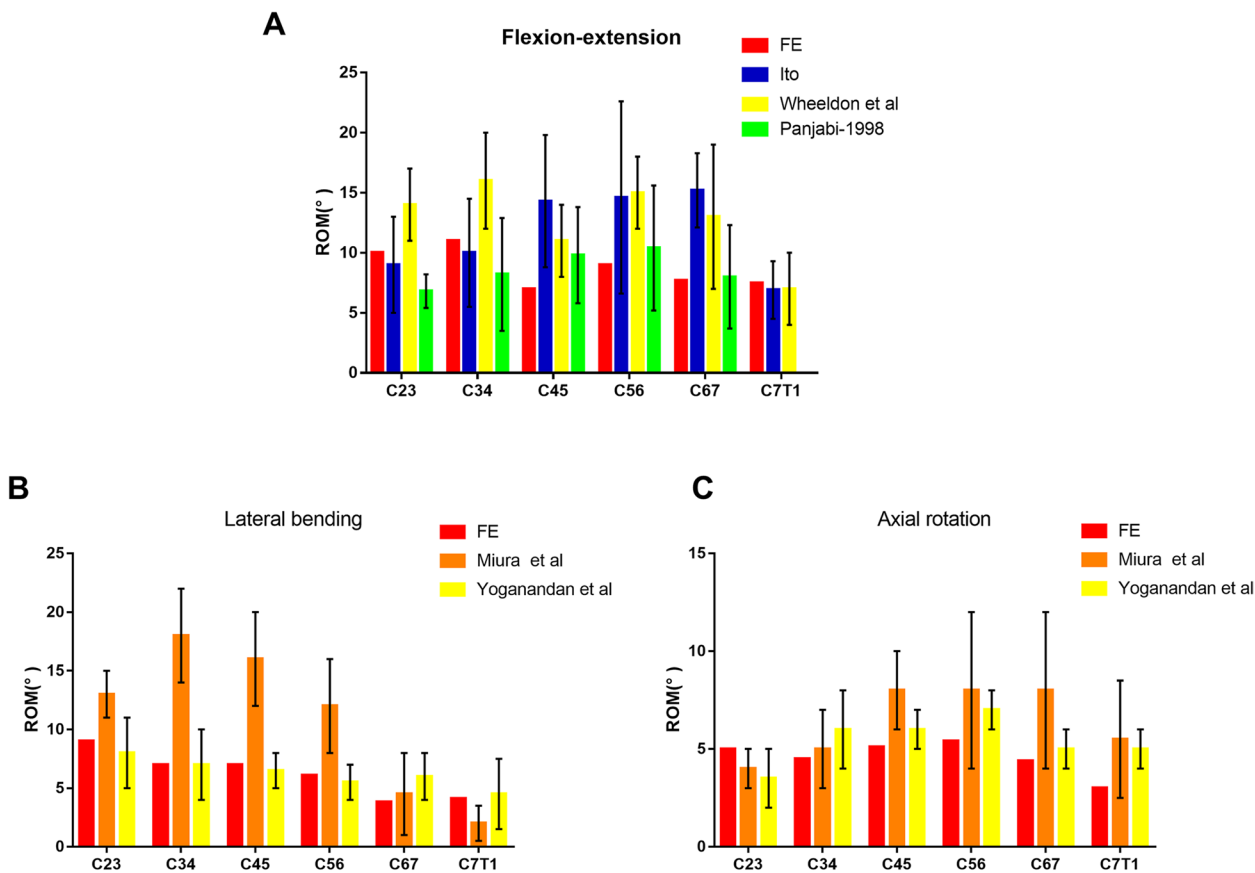 A
Flexion-extension
FE
Ito
Wheeldon et al
Panjabi-1998
ROM(° )
25
20
15
10
5
0
C23 C34 C45 C56 C67 C7T1
B
Lateral bending
FE
Miura et al
Yoganandan et al
ROM(° )
25
20
15
10
5
0
C23 C34 C45 C56 C67 C7T1
C
Axial rotation
FE
Miura et al
Yoganandan et al
ROM(° )
15
10
5
0
C23 C34 C45 C56 C67 C7T1